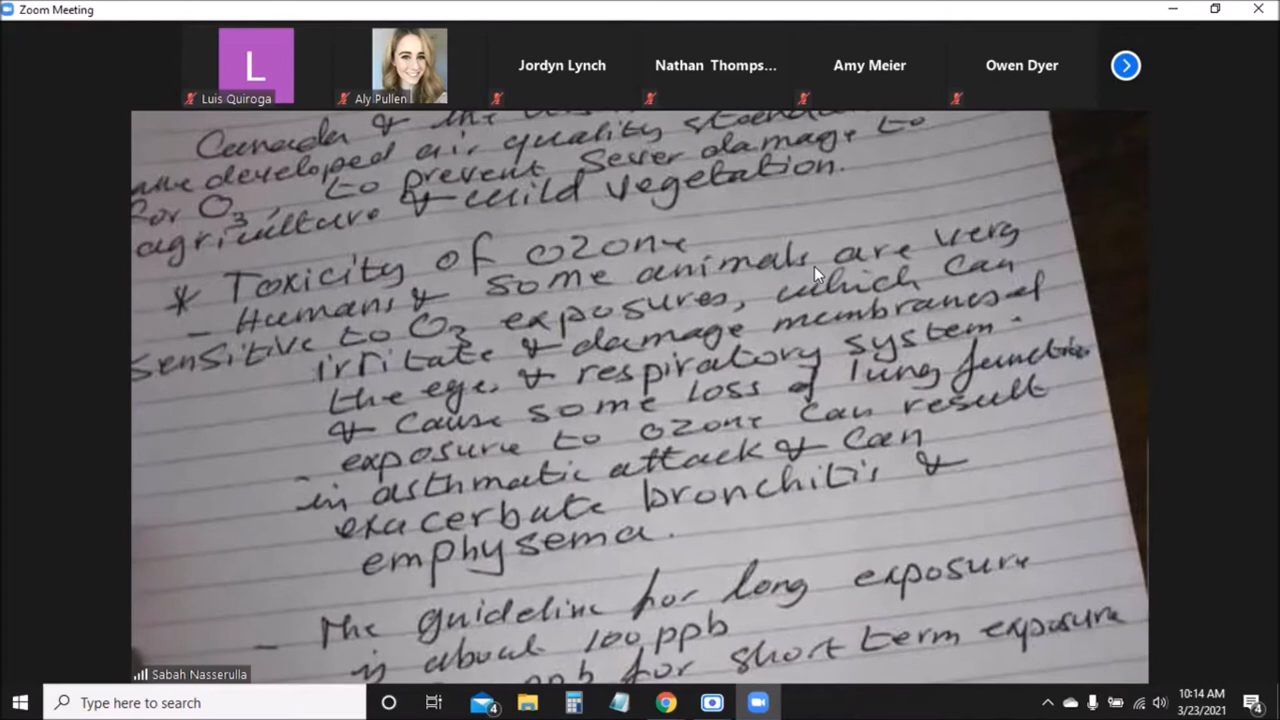 Zoom Meeting
L
Luis Quiroga
Aly Pullen
Jordyn Lynch
Nathan Thomps...
Amy Meier
Owen Dyer
Canada & the
are developed air quality
for O3, to prevent sever damage to
agriculture & wild vegetation.
* Toxicity of ozone
- Humans & some animals are very
sensitive to O3 exposures, which can
irritate & damage membranes of
the eye, & respiratory system.
& cause some loss of lung function
- exposure to ozone can result
in asthmatic attack & can
exacerbate bronchitis &
emphysema.
- The guideline for long exposure
is about 100 ppb
ppb for short term exposure
Sabah Nasserulla
Type here to search
4
10:14 AM
3/23/2021
4